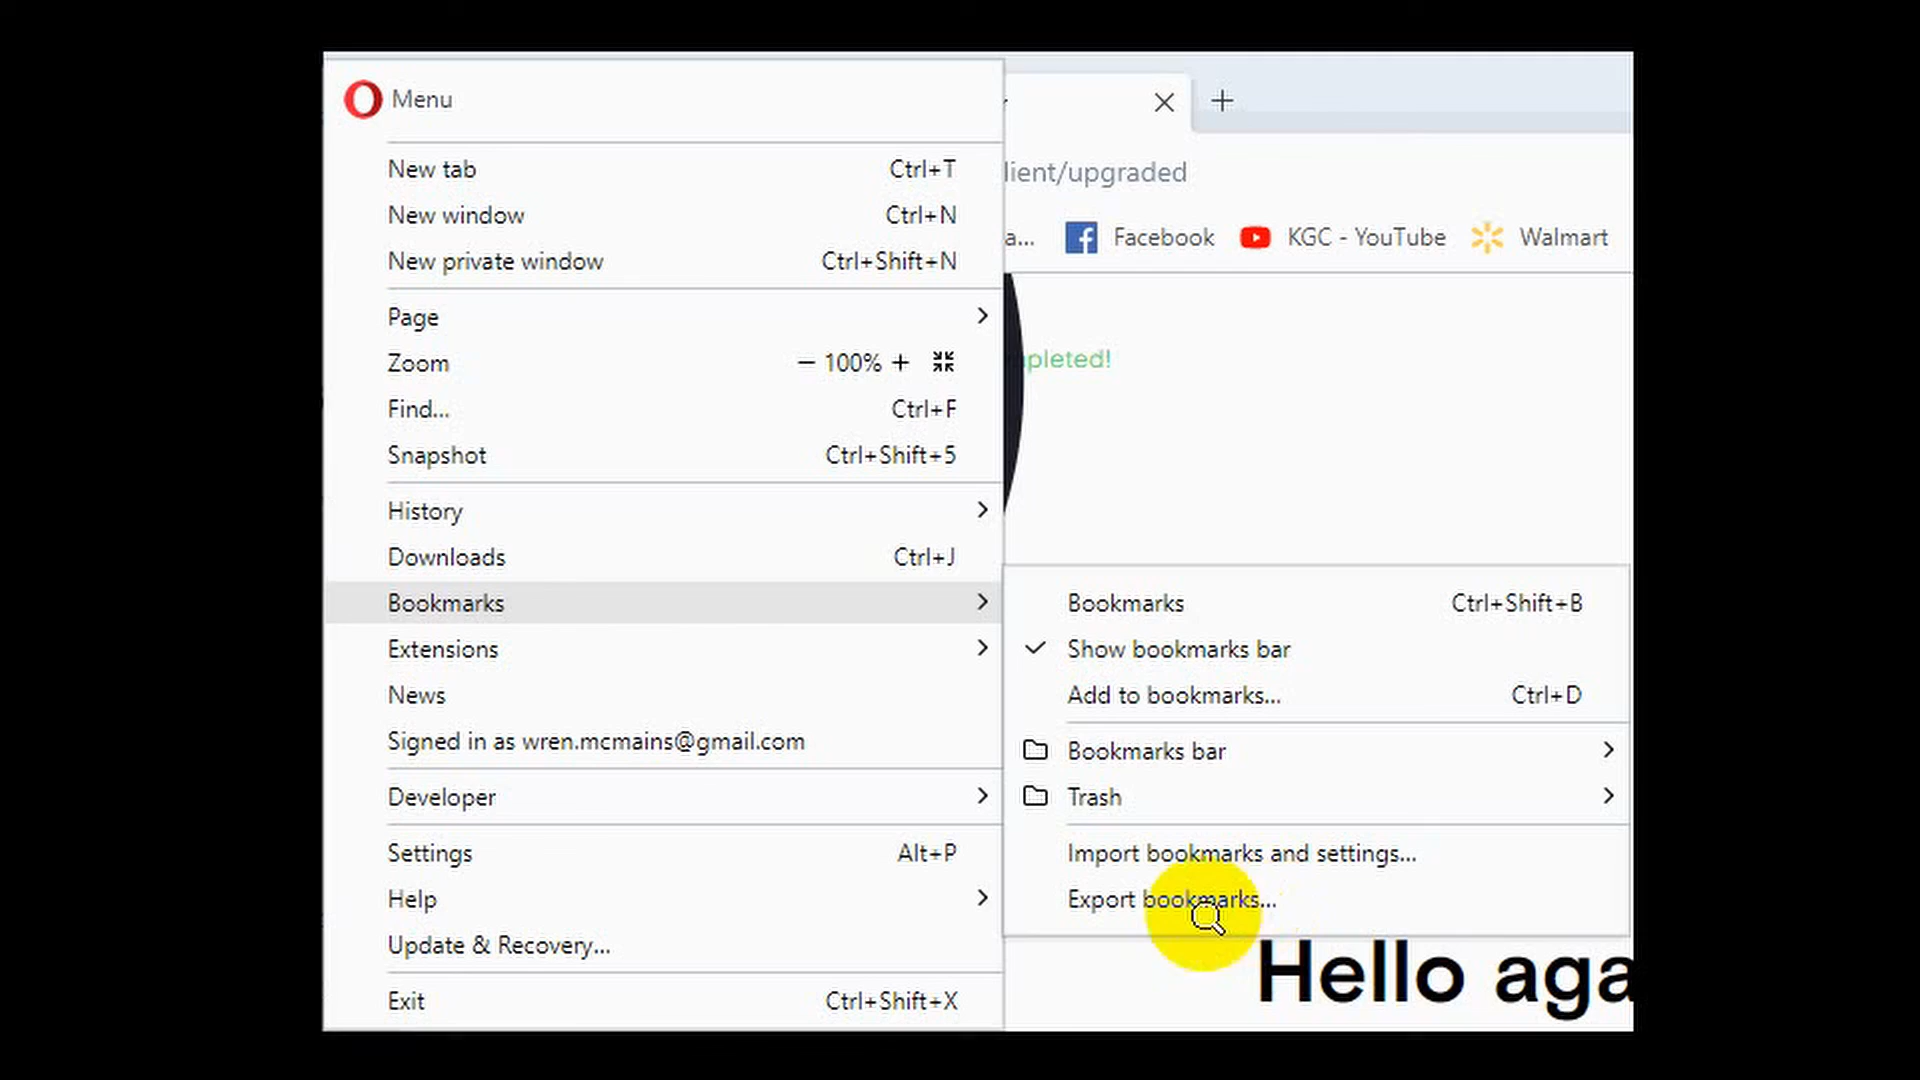 Menu
New tab Ctrl+T
New window Ctrl+N
New private window Ctrl+Shift+N
Page
Zoom − 100% +
Find... Ctrl+F
Snapshot Ctrl+Shift+5
History
Downloads Ctrl+J
Bookmarks
Extensions
News
Signed in as wren.mcmains@gmail.com
Developer
Settings Alt+P
Help
Update & Recovery...
Exit Ctrl+Shift+X
lient/upgraded
a... Facebook KGC - YouTube Walmart
pleted!
Bookmarks Ctrl+Shift+B
Show bookmarks bar
Add to bookmarks... Ctrl+D
Bookmarks bar
Trash
Import bookmarks and settings...
Export bookmarks...
Hello aga